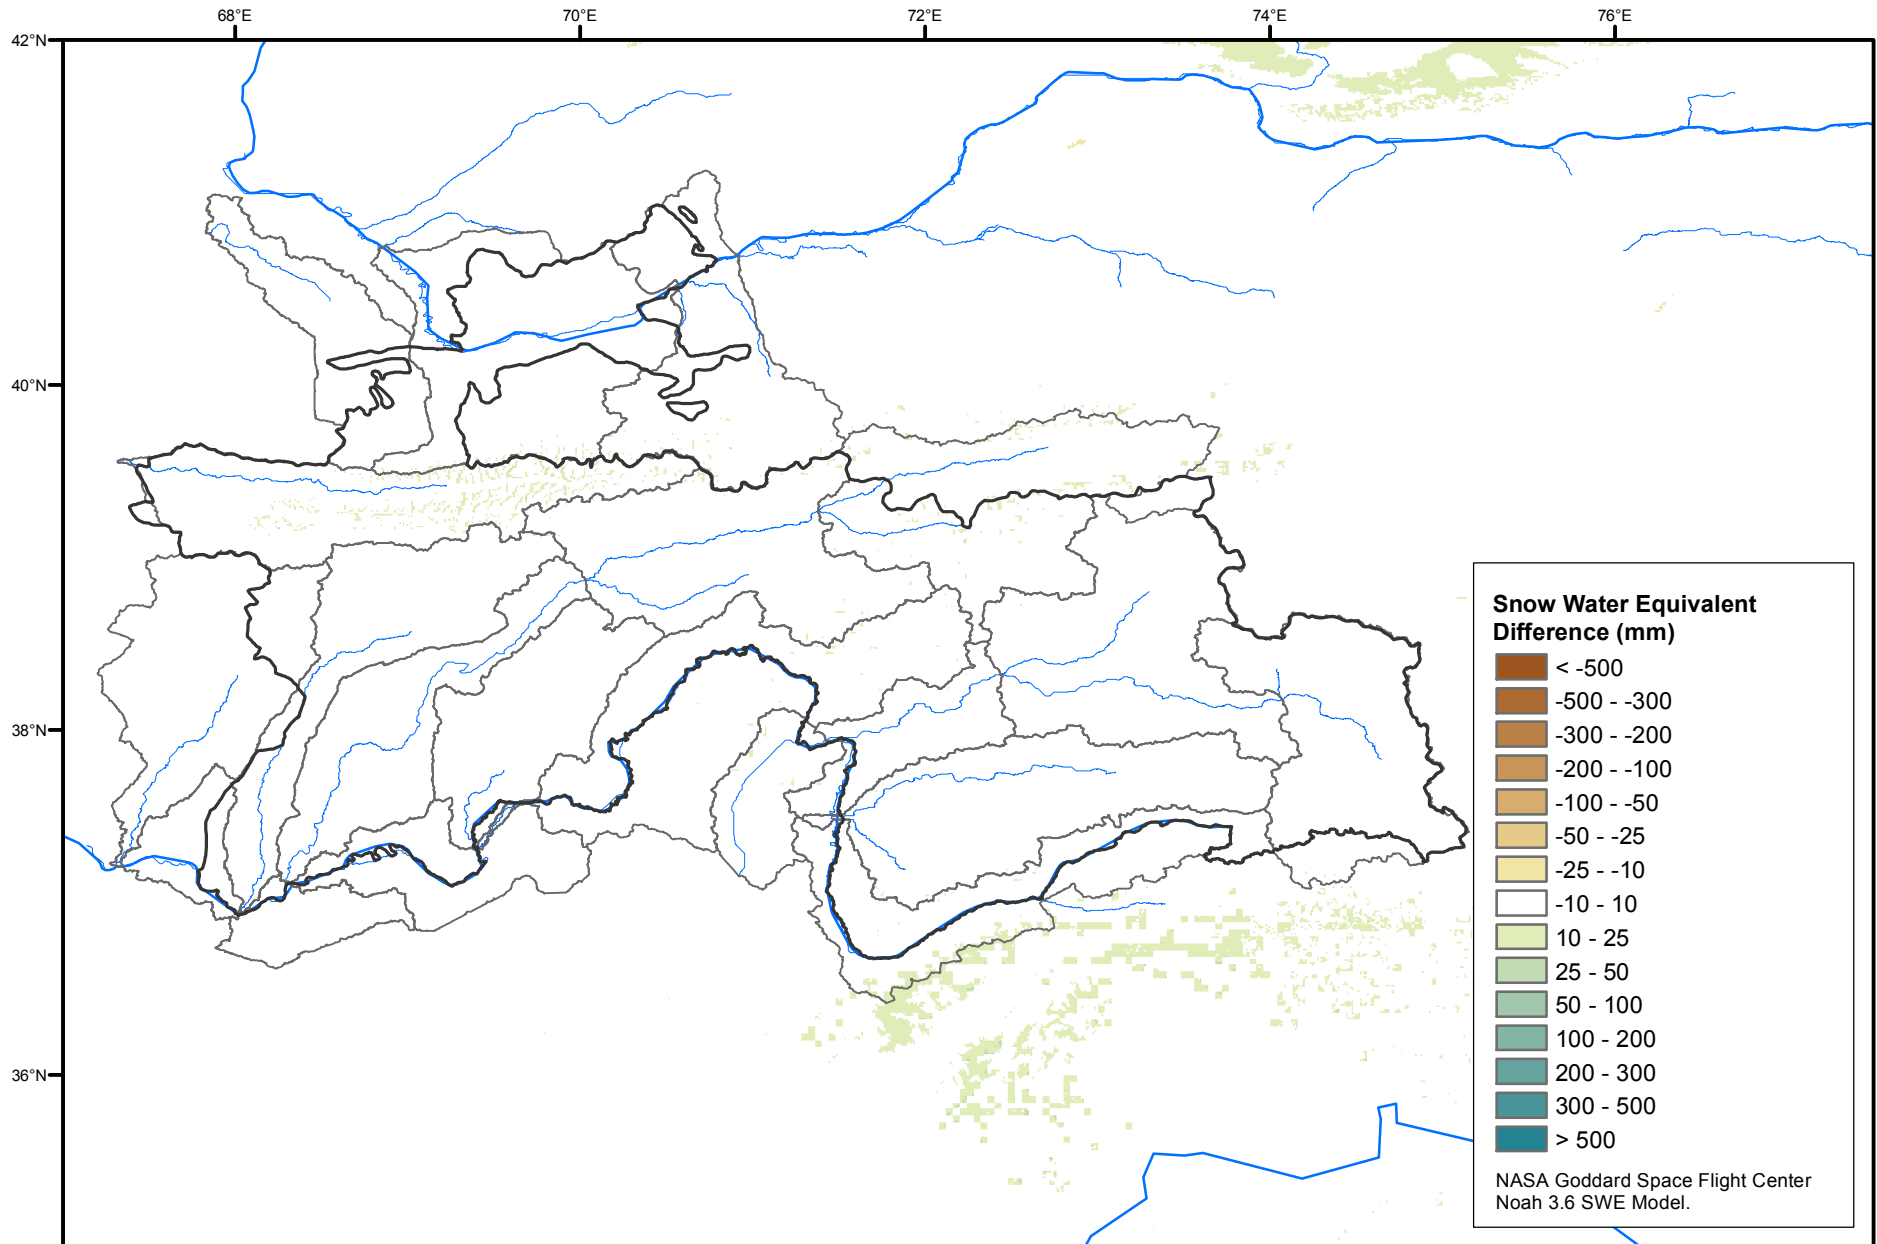 68°E 70°E 72°E 74°E 76°E
42°N
40°N
38°N
36°N
Snow Water Equivalent
Difference (mm)
< -500
-500 - -300
-300 - -200
-200 - -100
-100 - -50
-50 - -25
-25 - -10
-10 - 10
10 - 25
25 - 50
50 - 100
100 - 200
200 - 300
300 - 500
> 500
NASA Goddard Space Flight Center
Noah 3.6 SWE Model.